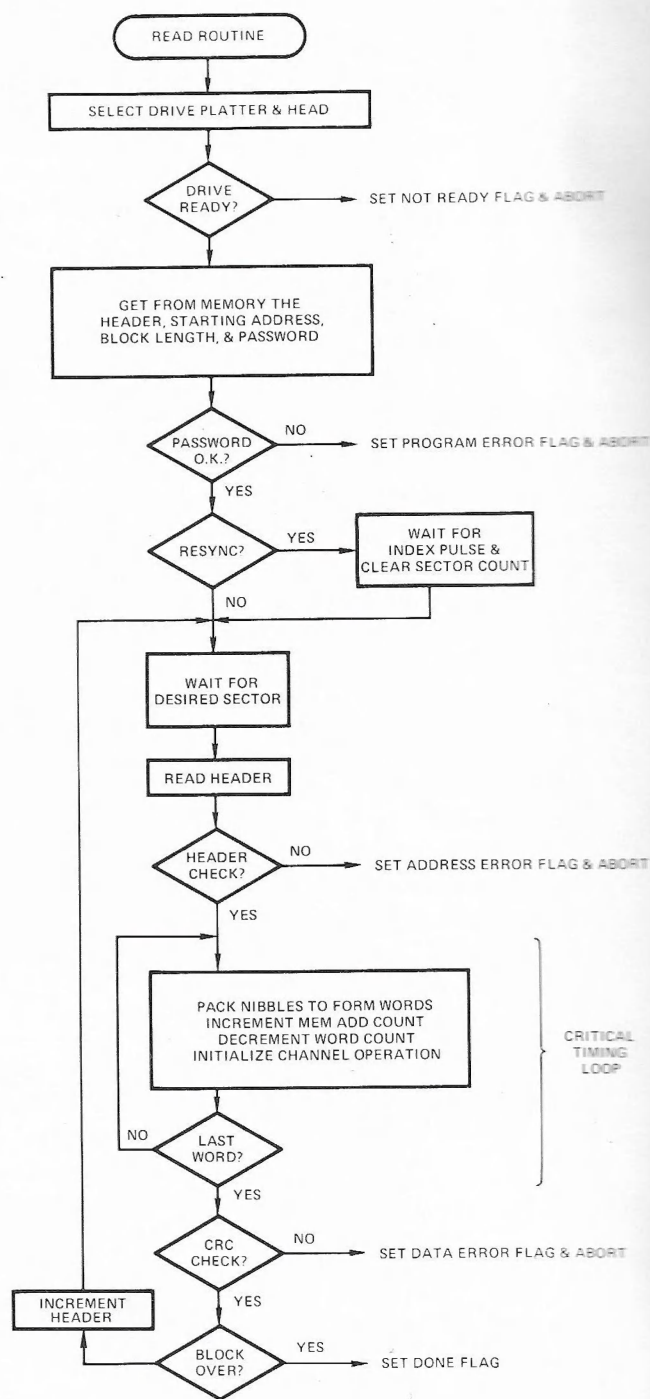 READ ROUTINE
SELECT DRIVE PLATTER & HEAD
DRIVE
READY?
SET NOT READY FLAG & ABORT
GET FROM MEMORY THE
HEADER, STARTING ADDRESS,
BLOCK LENGTH, & PASSWORD
PASSWORD
O.K.?
NO
SET PROGRAM ERROR FLAG & ABORT
YES
RESYNC?
YES
WAIT FOR
INDEX PULSE &
CLEAR SECTOR COUNT
NO
WAIT FOR
DESIRED SECTOR
READ HEADER
HEADER
CHECK?
NO
SET ADDRESS ERROR FLAG & ABORT
YES
PACK NIBBLES TO FORM WORDS
INCREMENT MEM ADD COUNT
DECREMENT WORD COUNT
INITIALIZE CHANNEL OPERATION
CRITICAL
TIMING
LOOP
NO
LAST
WORD?
YES
CRC
CHECK?
NO
SET DATA ERROR FLAG & ABORT
YES
INCREMENT
HEADER
BLOCK
OVER?
YES
SET DONE FLAG